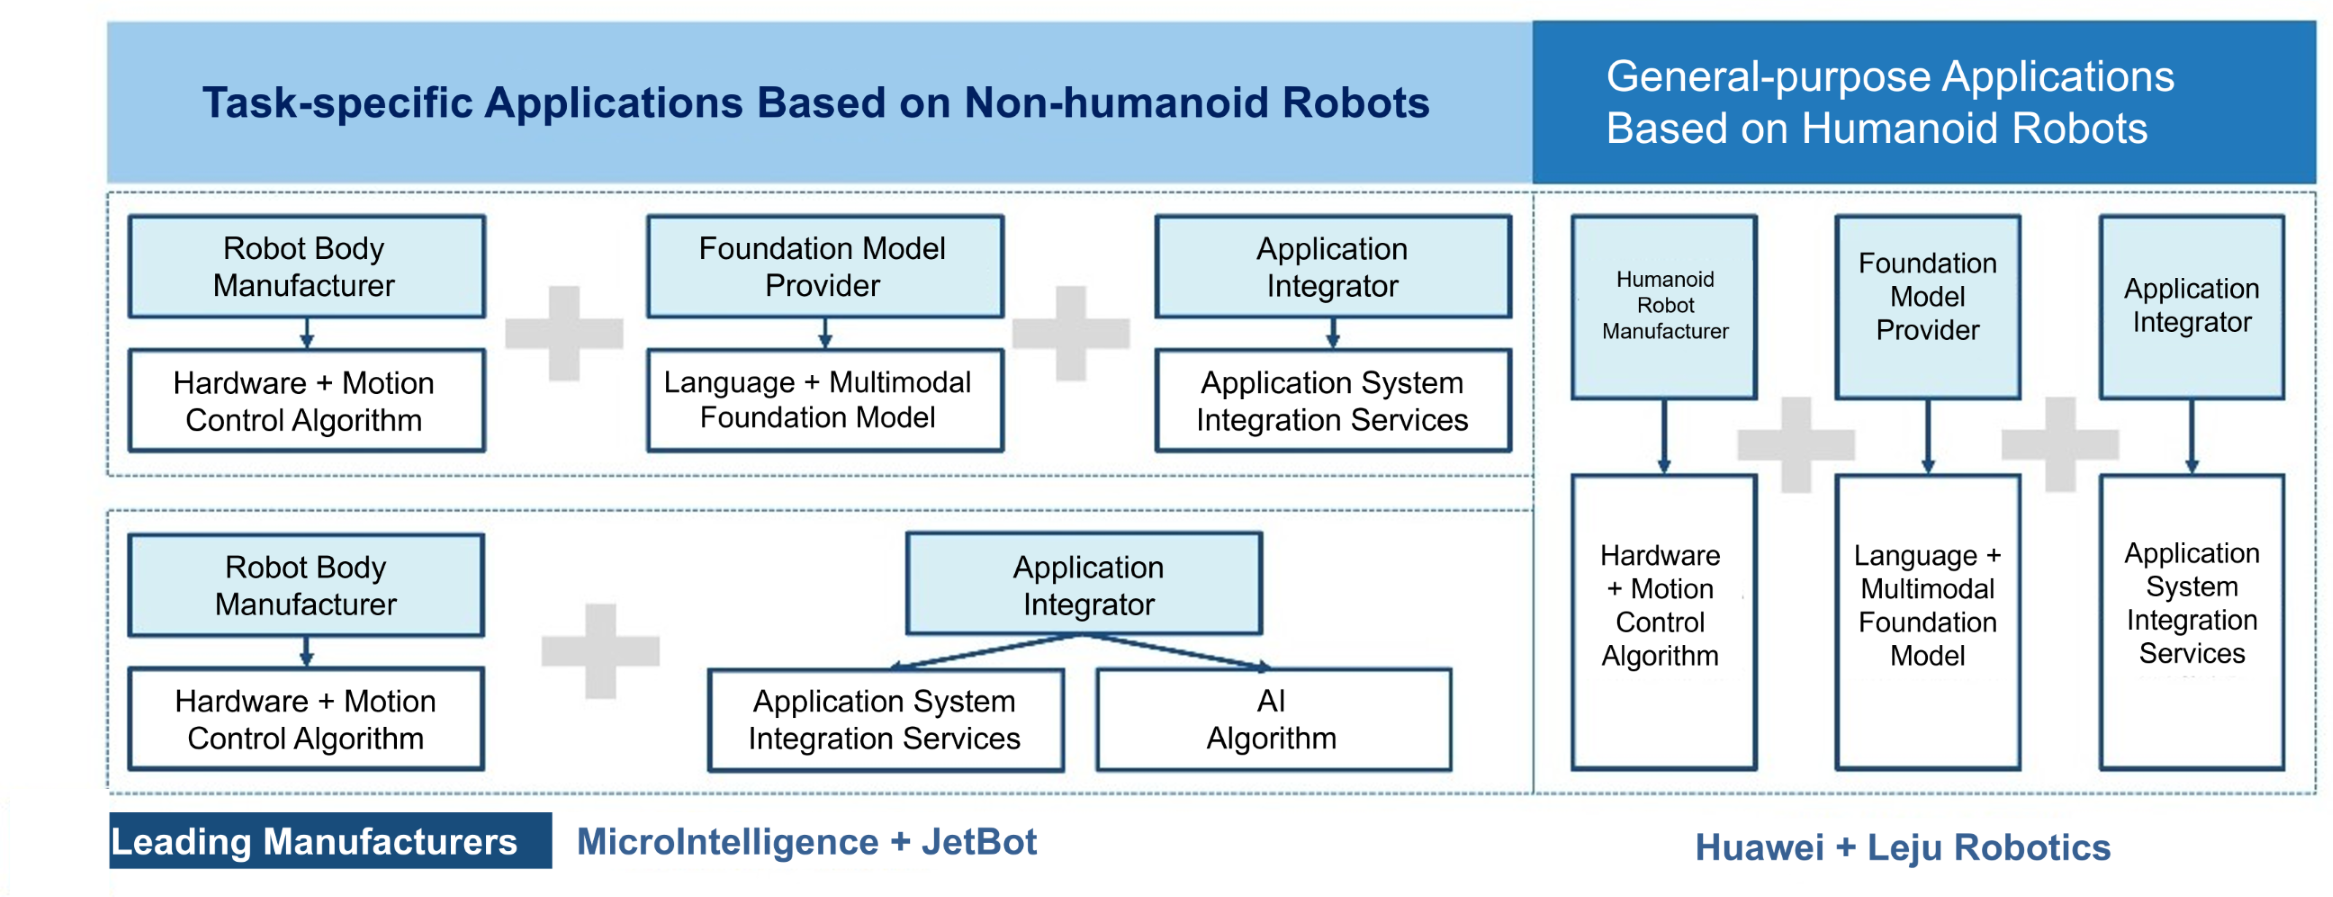 Task-specific Applications Based on Non-humanoid Robots
General-purpose Applications
Based on Humanoid Robots
Robot Body
Manufacturer
Foundation Model
Provider
Application
Integrator
Hardware + Motion
Control Algorithm
Language + Multimodal
Foundation Model
Application System
Integration Services
Robot Body
Manufacturer
Application
Integrator
Hardware + Motion
Control Algorithm
Application System
Integration Services
AI
Algorithm
Humanoid
Robot
Manufacturer
Foundation
Model
Provider
Application
Integrator
Hardware
+ Motion
Control
Algorithm
Language +
Multimodal
Foundation
Model
Application
System
Integration
Services
Leading Manufacturers
MicroIntelligence + JetBot
Huawei + Leju Robotics